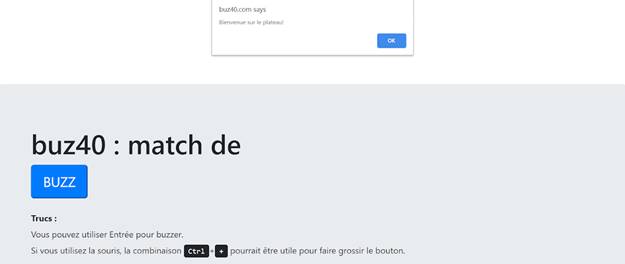 buz40.com says
Bienvenue sur le plateau!
OK
buz40 : match de
BUZZ
Trucs :
Vous pouvez utiliser Entrée pour buzzer.
Si vous utilisez la souris, la combinaison Ctrl + + pourrait être utile pour faire grossir le bouton.